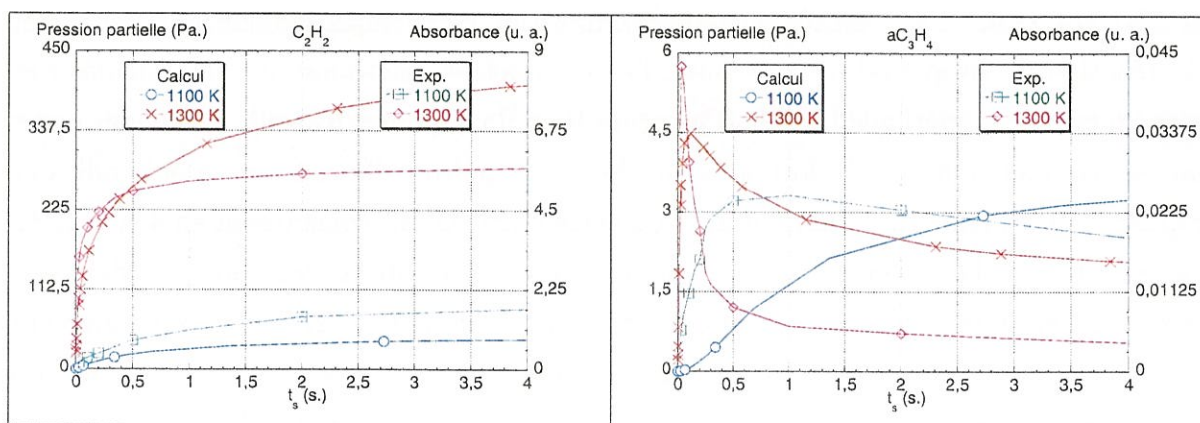 Pression partielle (Pa.) C₂H₂ Absorbance (u. a.)
450 9
Calcul Exp.
1100 K 1100 K
1300 K 1300 K
337,5 6,75
225 4,5
112,5 2,25
0 0
0 0,5 1 1,5 2 2,5 3 3,5 4
tₛ (s.)
Pression partielle (Pa.) aC₃H₄ Absorbance (u. a.)
6 0,045
Calcul Exp.
1100 K 1100 K
1300 K 1300 K
4,5 0,03375
3 0,0225
1,5 0,01125
0 0
0 0,5 1 1,5 2 2,5 3 3,5 4
tₛ (s.)